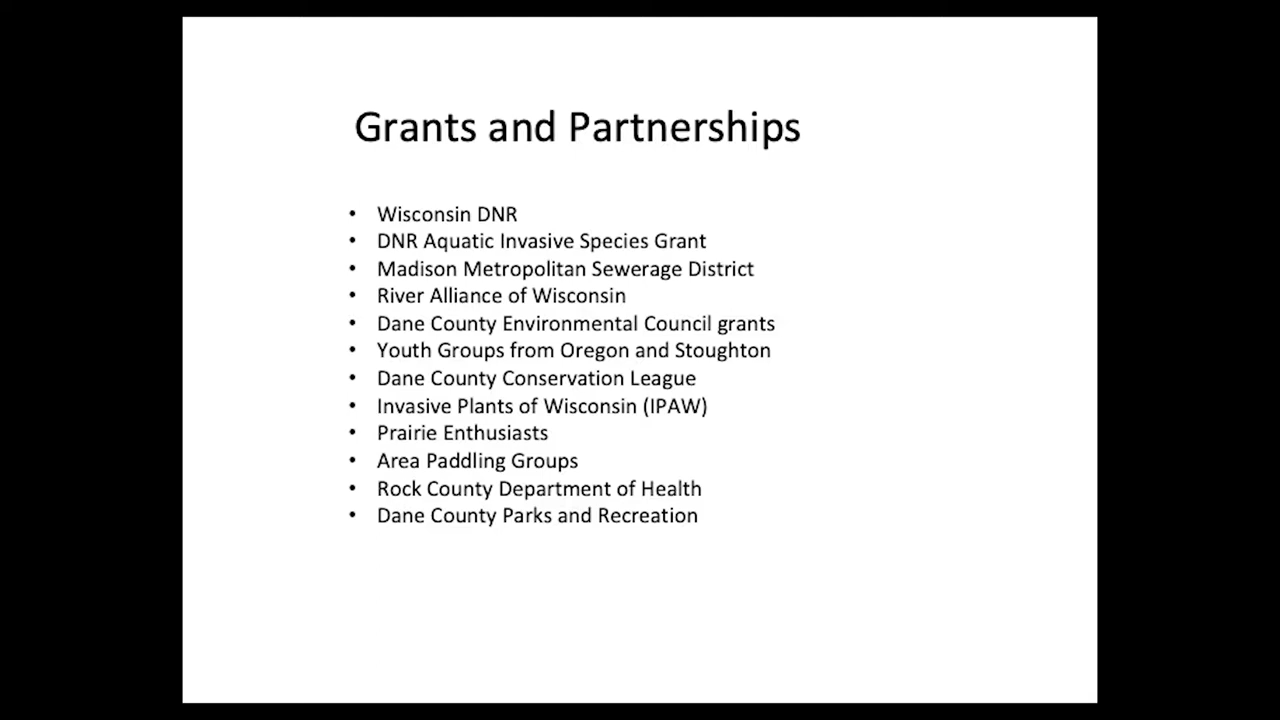 Grants and Partnerships
• Wisconsin DNR
• DNR Aquatic Invasive Species Grant
• Madison Metropolitan Sewerage District
• River Alliance of Wisconsin
• Dane County Environmental Council grants
• Youth Groups from Oregon and Stoughton
• Dane County Conservation League
• Invasive Plants of Wisconsin (IPAW)
• Prairie Enthusiasts
• Area Paddling Groups
• Rock County Department of Health
• Dane County Parks and Recreation